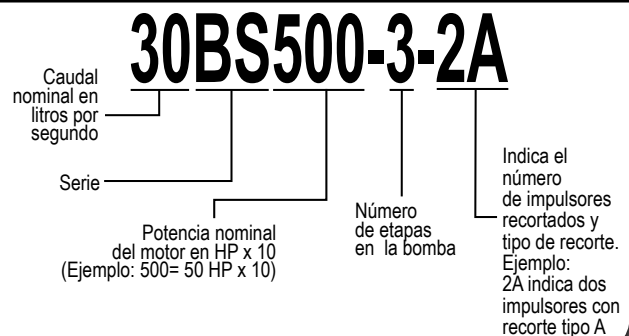 30BS500-3-2A
Caudal
nominal en
litros por
segundo
Serie
Potencia nominal
del motor en HP x 10
(Ejemplo: 500= 50 HP x 10)
Número
de etapas
en la bomba
Indica el
número
de impulsores
recortados y
tipo de recorte.
Ejemplo:
2A indica dos
impulsores con
recorte tipo A